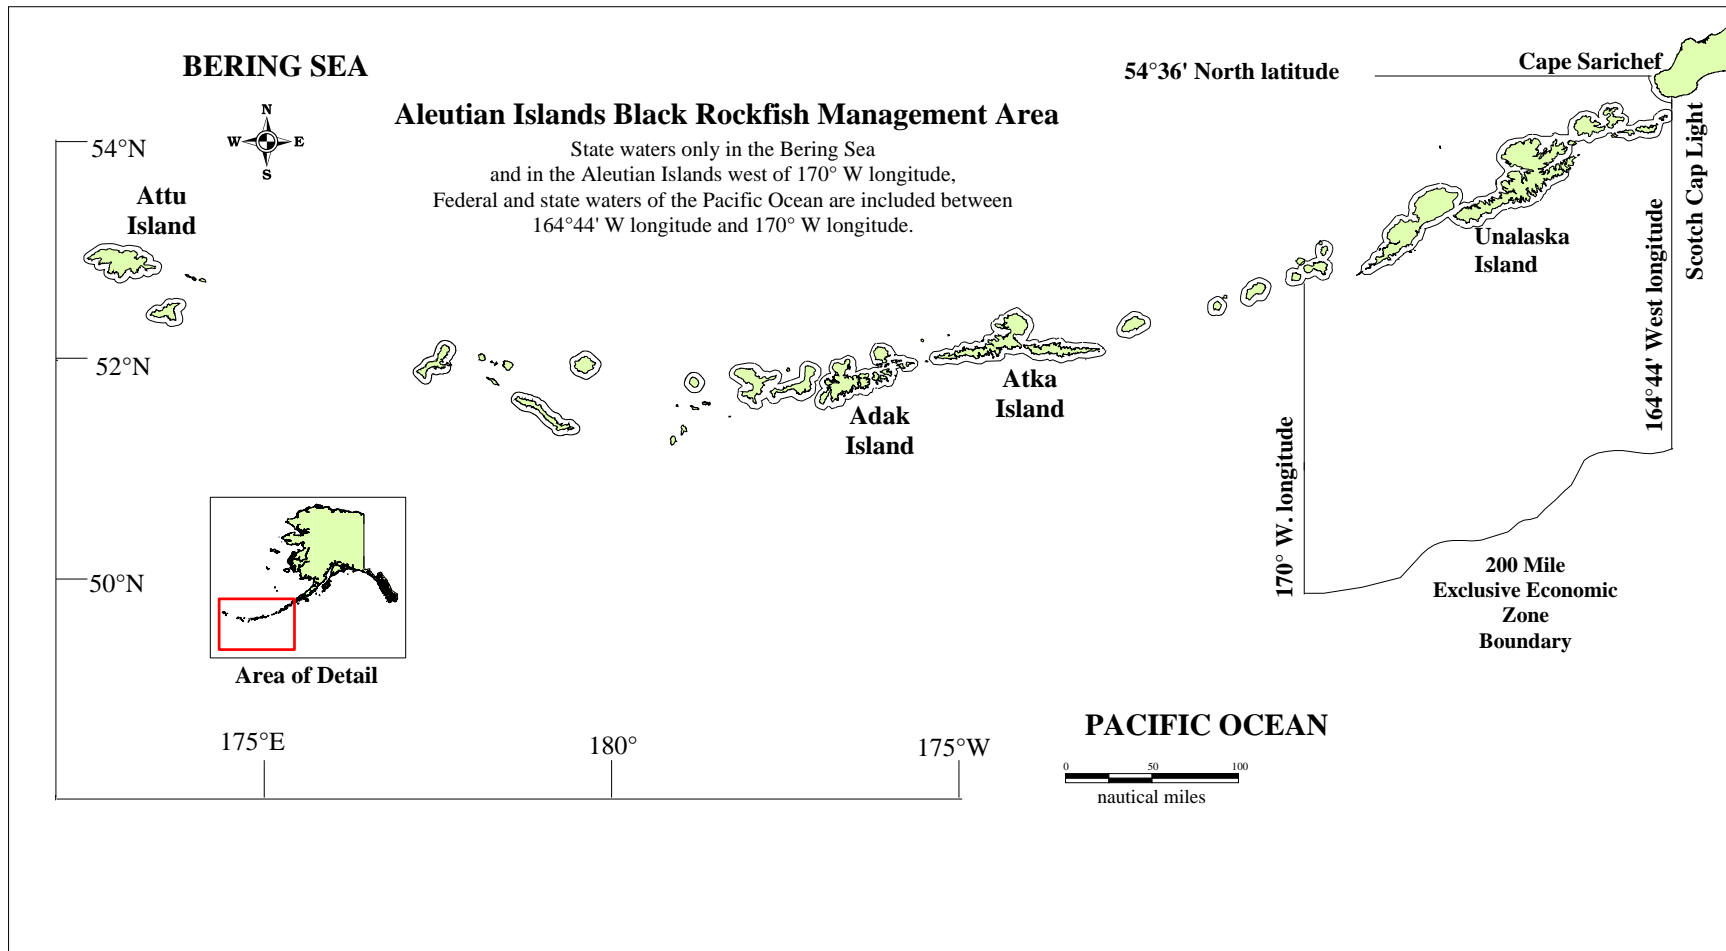 BERING SEA
54°36' North latitude
Cape Sarichef
Aleutian Islands Black Rockfish Management Area
State waters only in the Bering Sea
and in the Aleutian Islands west of 170° W longitude,
Federal and state waters of the Pacific Ocean are included between
164°44' W longitude and 170° W longitude.
N
W
E
S
54°N
52°N
50°N
Attu
Island
Adak
Island
Atka
Island
Unalaska
Island
Scotch Cap Light
164°44' West longitude
170° W. longitude
200 Mile
Exclusive Economic
Zone
Boundary
Area of Detail
175°E
180°
175°W
PACIFIC OCEAN
0
50
100
nautical miles